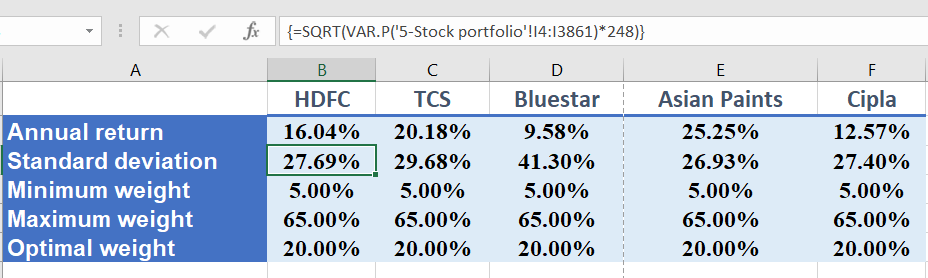 fx {=SQRT(VAR.P('5-Stock portfolio'!I4:I3861)*248)}
A B C D E F
HDFC TCS Bluestar Asian Paints Cipla
Annual return 16.04% 20.18% 9.58% 25.25% 12.57%
Standard deviation 27.69% 29.68% 41.30% 26.93% 27.40%
Minimum weight 5.00% 5.00% 5.00% 5.00% 5.00%
Maximum weight 65.00% 65.00% 65.00% 65.00% 65.00%
Optimal weight 20.00% 20.00% 20.00% 20.00% 20.00%